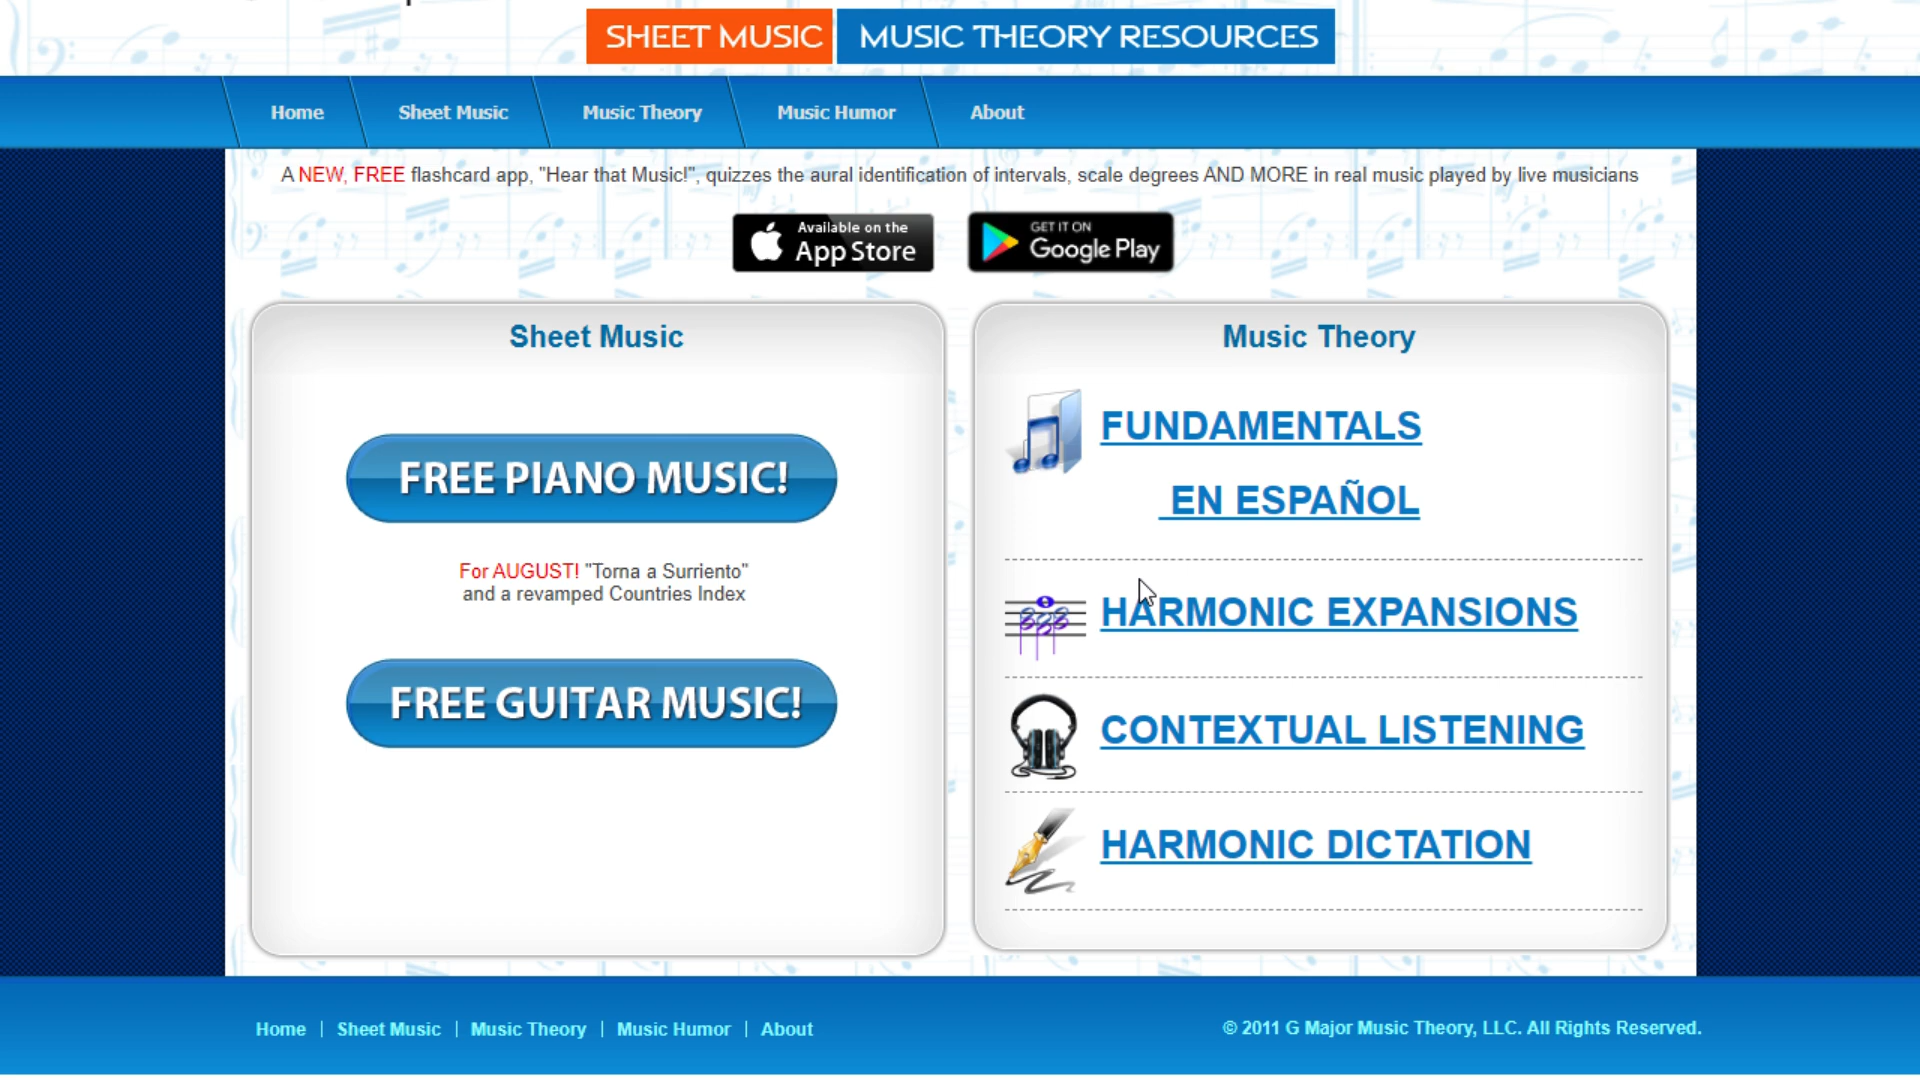 SHEET MUSIC MUSIC THEORY RESOURCES
Home Sheet Music Music Theory Music Humor About
A NEW, FREE flashcard app, "Hear that Music!", quizzes the aural identification of intervals, scale degrees AND MORE in real music played by live musicians
Available on the
App Store
GET IT ON
Google Play
Sheet Music
FREE PIANO MUSIC!
For AUGUST! "Torna a Surriento"
and a revamped Countries Index
FREE GUITAR MUSIC!
Music Theory
FUNDAMENTALS
EN ESPAÑOL
HARMONIC EXPANSIONS
CONTEXTUAL LISTENING
HARMONIC DICTATION
Home | Sheet Music | Music Theory | Music Humor | About
© 2011 G Major Music Theory, LLC. All Rights Reserved.